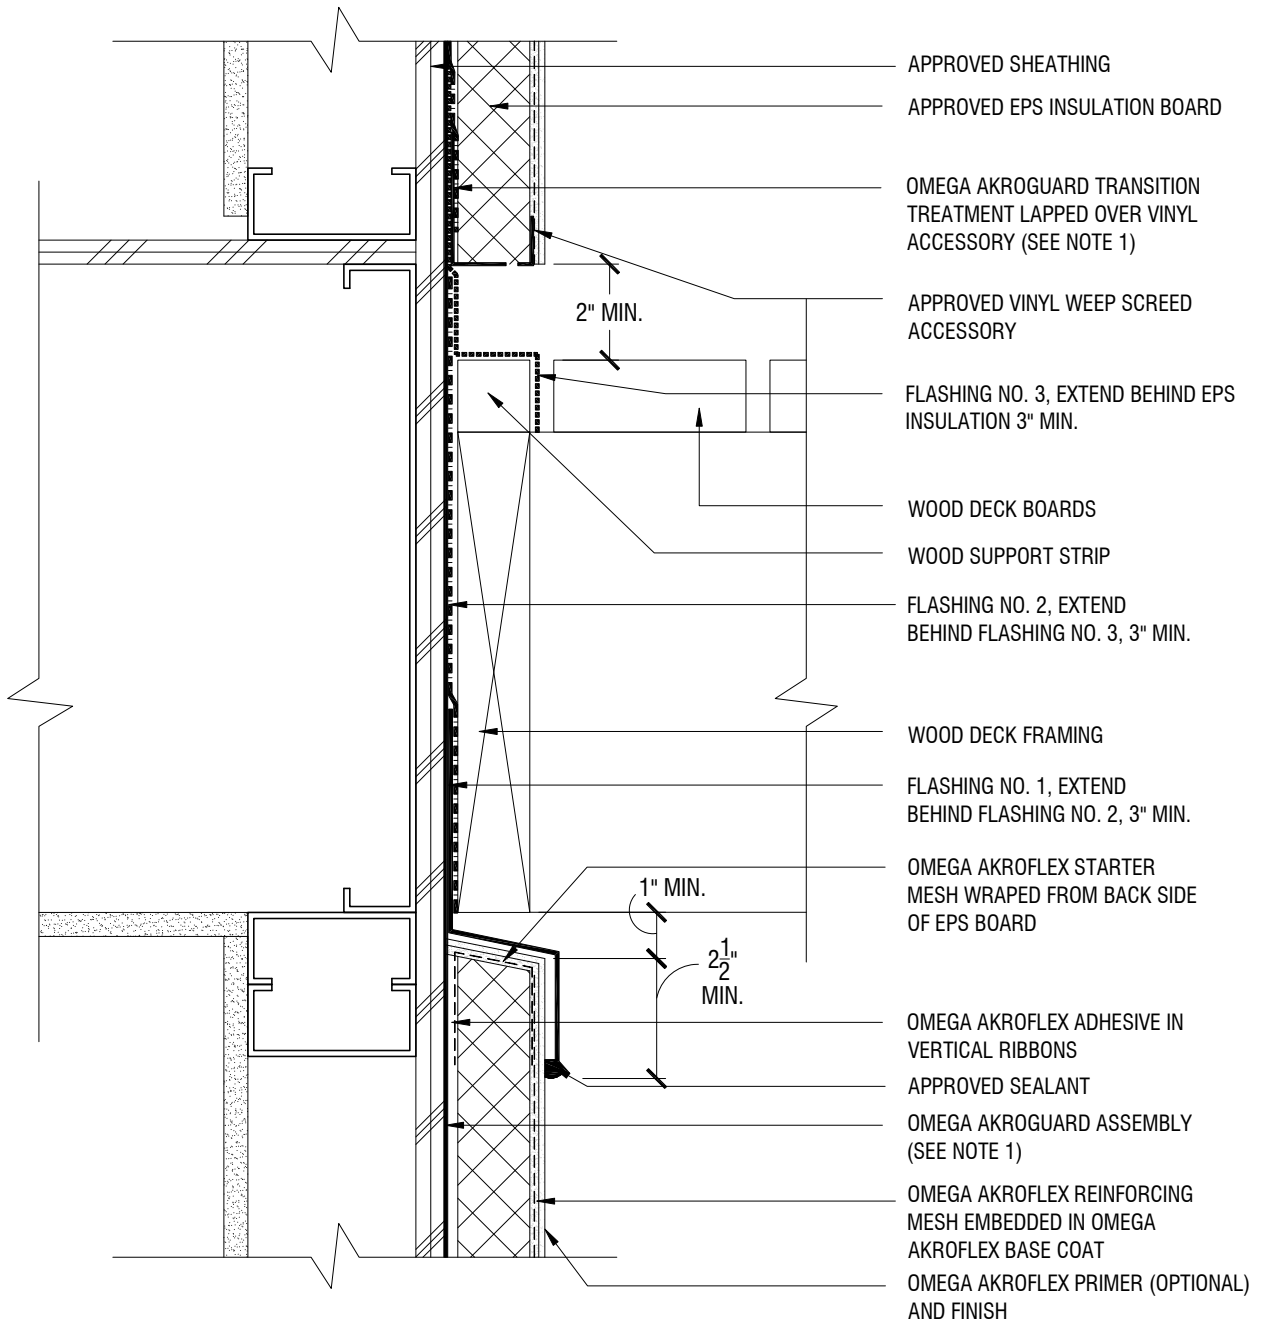 APPROVED SHEATHING
APPROVED EPS INSULATION BOARD
OMEGA AKROGUARD TRANSITION
TREATMENT LAPPED OVER VINYL
ACCESSORY (SEE NOTE 1)
2" MIN.
APPROVED VINYL WEEP SCREED
ACCESSORY
FLASHING NO. 3, EXTEND BEHIND EPS
INSULATION 3" MIN.
WOOD DECK BOARDS
WOOD SUPPORT STRIP
FLASHING NO. 2, EXTEND
BEHIND FLASHING NO. 3, 3" MIN.
WOOD DECK FRAMING
FLASHING NO. 1, EXTEND
BEHIND FLASHING NO. 2, 3" MIN.
1" MIN.
OMEGA AKROFLEX STARTER
MESH WRAPED FROM BACK SIDE
OF EPS BOARD
2 1/2"
MIN.
OMEGA AKROFLEX ADHESIVE IN
VERTICAL RIBBONS
APPROVED SEALANT
OMEGA AKROGUARD ASSEMBLY
(SEE NOTE 1)
OMEGA AKROFLEX REINFORCING
MESH EMBEDDED IN OMEGA
AKROFLEX BASE COAT
OMEGA AKROFLEX PRIMER (OPTIONAL)
AND FINISH